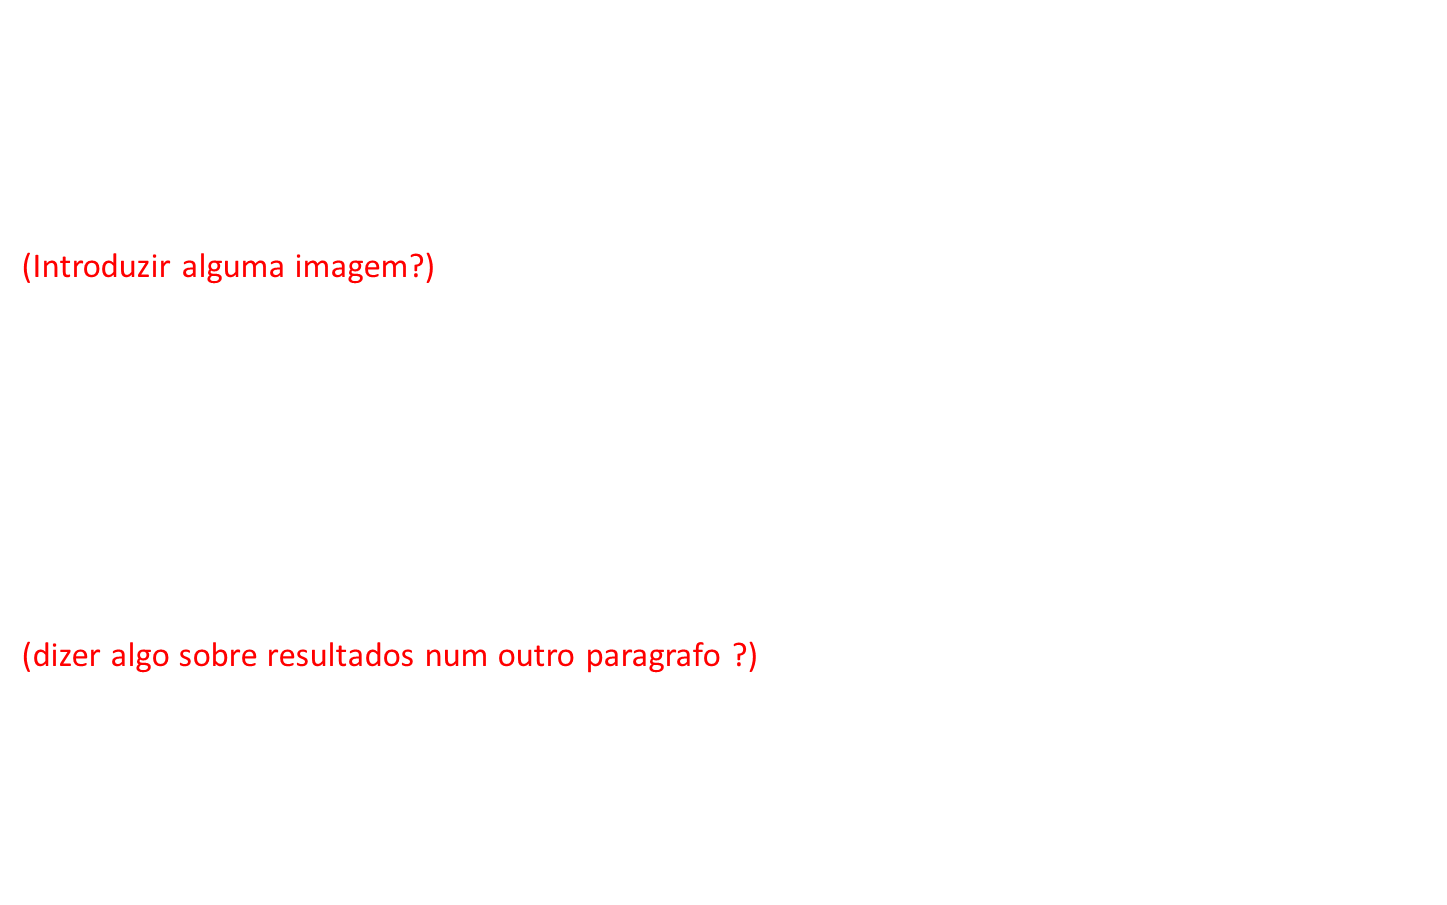 (Introduzir alguma imagem?)
(dizer algo sobre resultados num outro paragrafo ?)